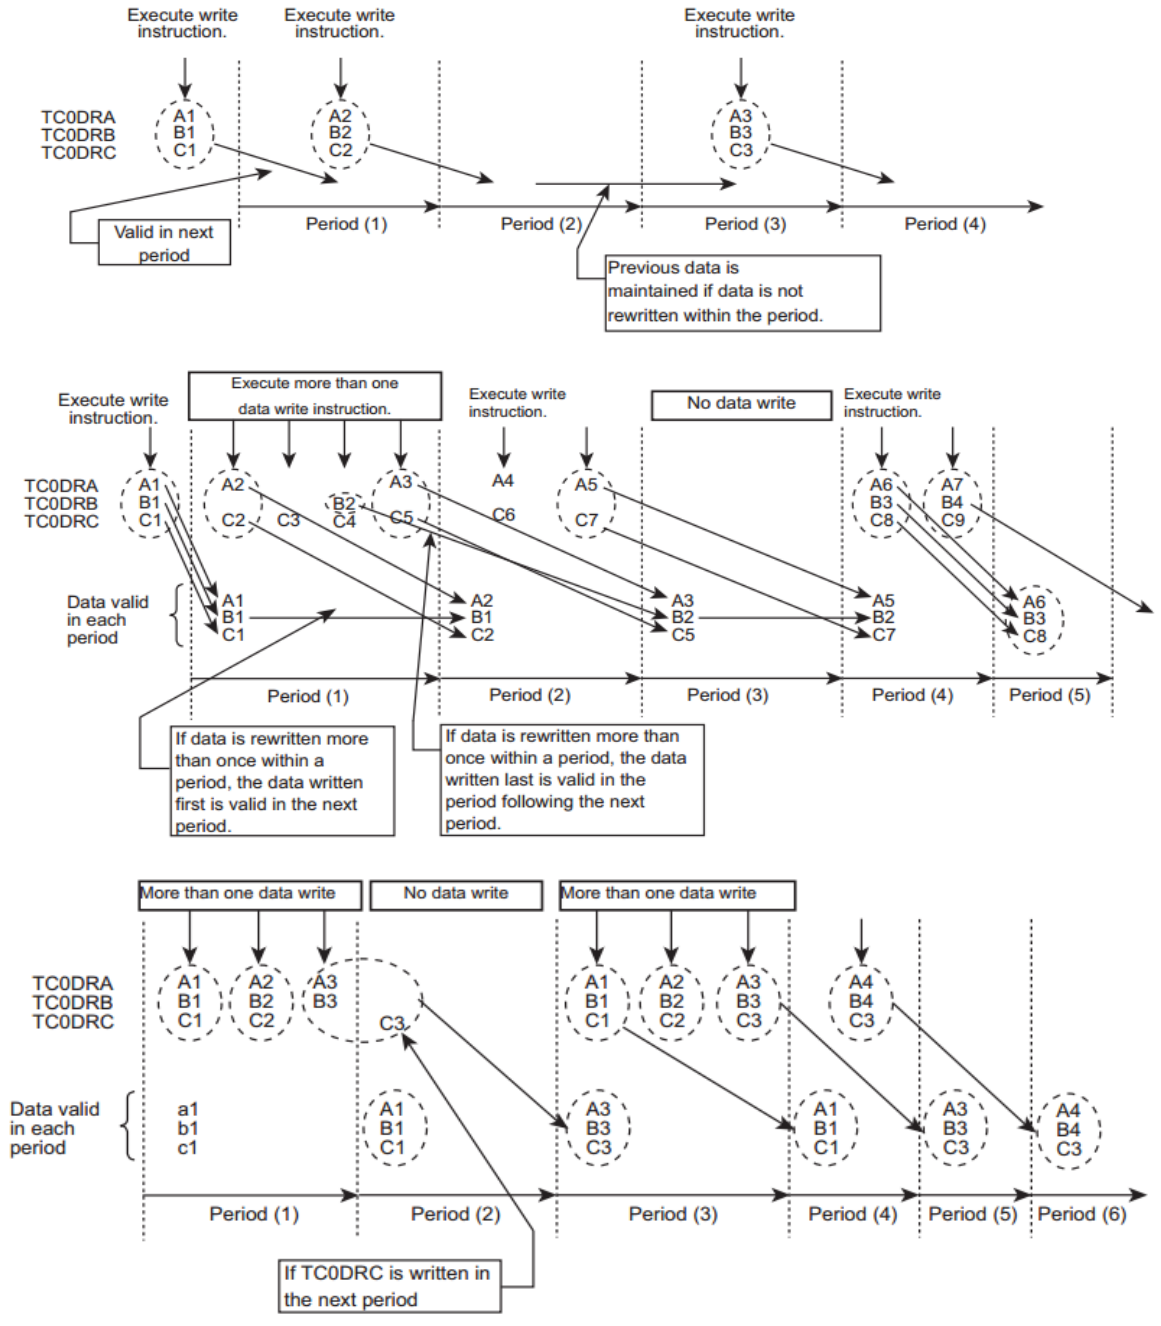 Execute write
instruction.
Execute write
instruction.
Execute write
instruction.
TC0DRA
TC0DRB
TC0DRC
A1
B1
C1
A2
B2
C2
A3
B3
C3
Period (1)
Period (2)
Period (3)
Period (4)
Valid in next
period
Previous data is
maintained if data is not
rewritten within the period.
Execute write
instruction.
Execute more than one
data write instruction.
Execute write
instruction.
No data write
Execute write
instruction.
TC0DRA
TC0DRB
TC0DRC
A1
B1
C1
A2
C2
C3
B2
C4
A3
C5
A4
C6
A5
C7
A6
B3
C8
A7
B4
C9
Data valid
in each
period
A1
B1
C1
A2
B1
C2
A3
B2
C5
A5
B2
C7
A6
B3
C8
Period (1)
Period (2)
Period (3)
Period (4)
Period (5)
If data is rewritten more
than once within a
period, the data written
first is valid in the next
period.
If data is rewritten more than
once within a period, the data
written last is valid in the
period following the next
period.
More than one data write
No data write
More than one data write
TC0DRA
TC0DRB
TC0DRC
A1
B1
C1
A2
B2
C2
A3
B3
C3
A1
B1
C1
A2
B2
C2
A3
B3
C3
A4
B4
C3
Data valid
in each
period
a1
b1
c1
A1
B1
C1
A3
B3
C3
A1
B1
C1
A3
B3
C3
A4
B4
C3
Period (1)
Period (2)
Period (3)
Period (4)
Period (5)
Period (6)
If TC0DRC is written in
the next period